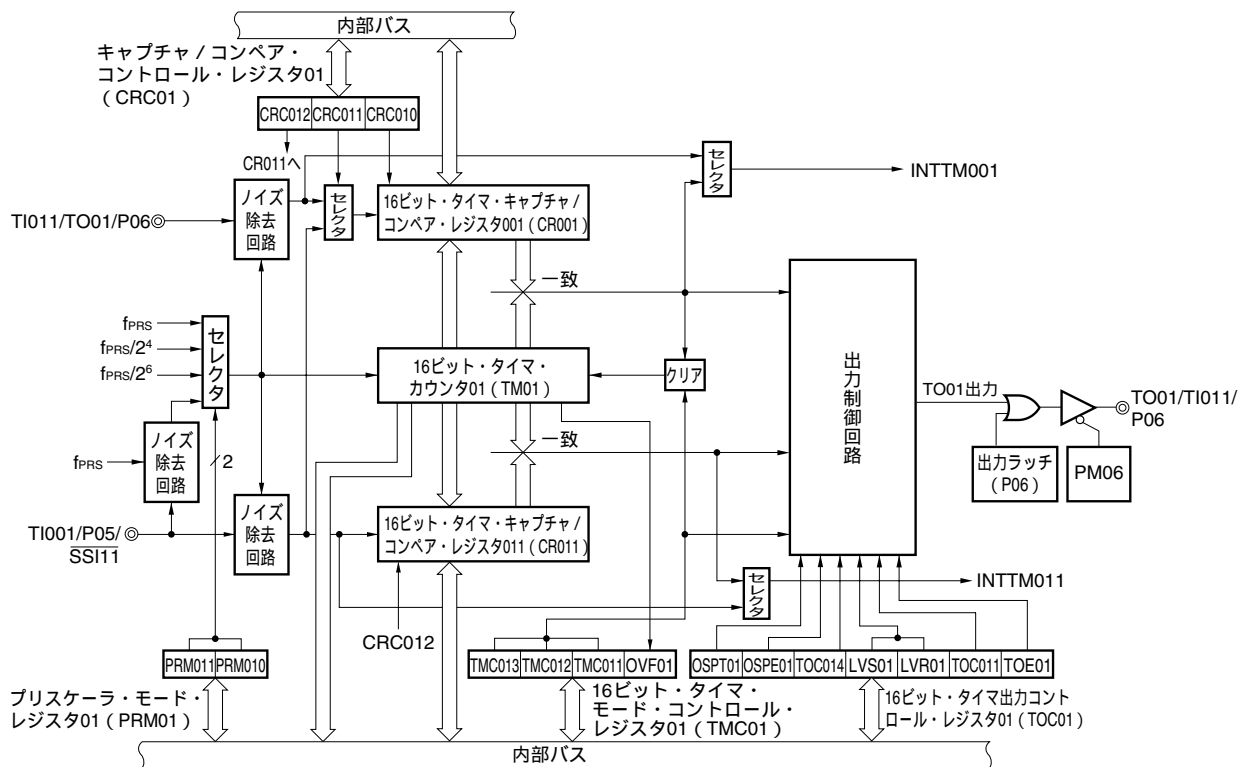 内部バス
キャプチャ / コンペア・
コントロール・レジスタ01
（CRC01）
CRC012 CRC011 CRC010
CR011へ
TI011/TO01/P06
ノイズ
除去
回路
セレクタ
16ビット・タイマ・キャプチャ /
コンペア・レジスタ001（CR001）
セレクタ
INTTM001
一致
fPRS
fPRS/2⁴
fPRS/2⁶
セレクタ
16ビット・タイマ・
カウンタ01（TM01）
クリア
出力制御回路
TO01出力
TO01/TI011/
P06
出力ラッチ
（P06）
PM06
fPRS
ノイズ
除去
回路
2
一致
TI001/P05/
SSI11
ノイズ
除去
回路
16ビット・タイマ・キャプチャ /
コンペア・レジスタ011（CR011）
CRC012
セレクタ
INTTM011
PRM011 PRM010
TMC013 TMC012 TMC011 OVF01
OSPT01 OSPE01 TOC014 LVS01 LVR01 TOC011 TOE01
プリスケーラ・モード・
レジスタ01（PRM01）
16ビット・タイマ・
モード・コントロール・
レジスタ01（TMC01）
16ビット・タイマ出力コント
ロール・レジスタ01（TOC01）
内部バス